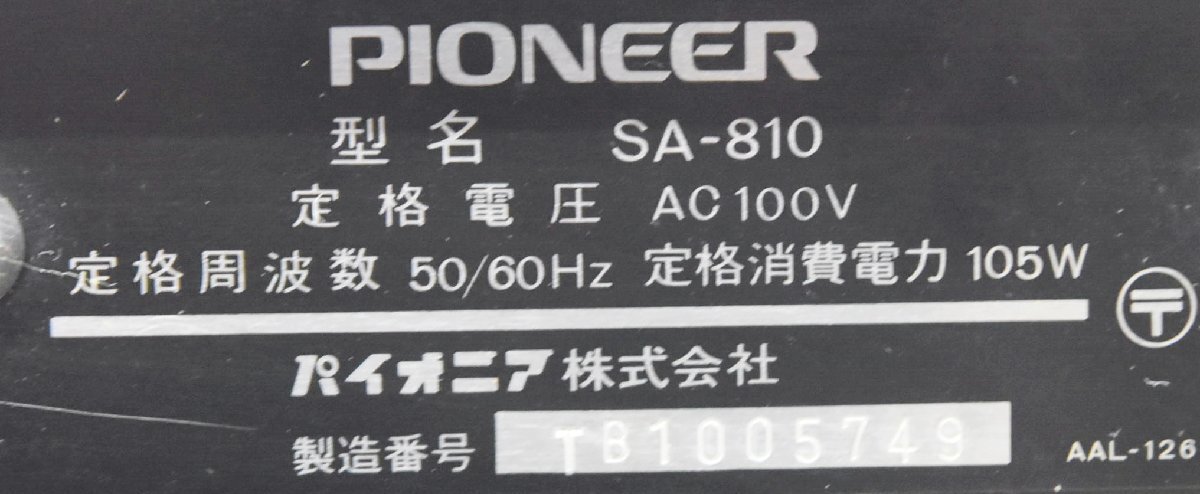 PIONEER
型名 SA-810
定格電圧 AC100V
定格周波数 50/60Hz 定格消費電力 105W
〒
パイオニア株式会社
製造番号 TB1005749
AAL-126